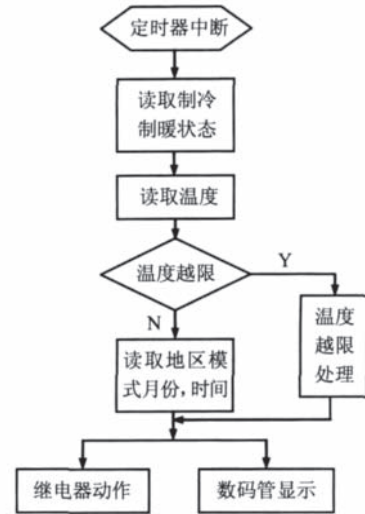 定时器中断
读取制冷
制暖状态
读取温度
温度越限
Y
N
读取地区模
式月份,时间
温度
越限
处理
继电器动作
数码管显示